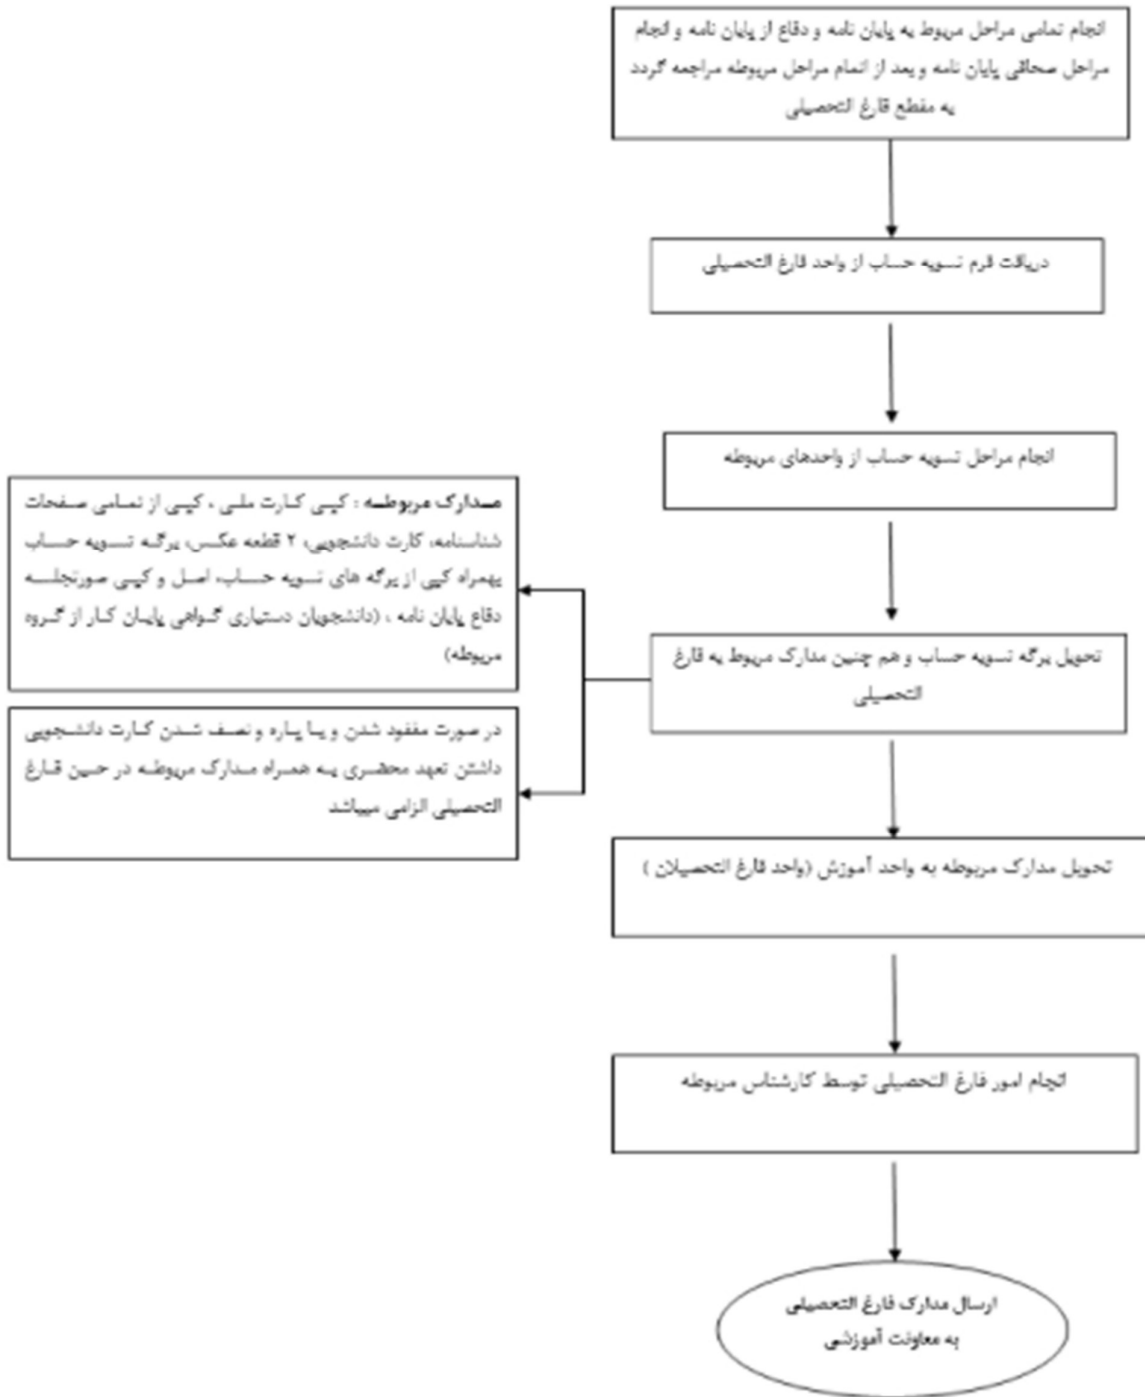 انجام تمامی مراحل مربوط به پایان نامه و دفاع از پایان نامه و انجام
مراحل صحافی پایان نامه و بعد از اتمام مراحل مربوطه مراجعه گردد
به مقطع فارغ التحصیلی
دریافت فرم تسویه حساب از واحد فارغ التحصیلی
انجام مراحل تسویه حساب از واحدهای مربوطه
تحویل برگه تسویه حساب و هم چنین مدارک مربوط به فارغ
التحصیلی
مدارک مربوطه : کپی کارت ملی ، کپی از تمامی صفحات
شناسنامه، کارت دانشجویی، ۲ قطعه عکس، برگه تسویه حساب
بهمراه کپی از برگه های تسویه حساب، اصل و کپی صورتجلسه
دفاع پایان نامه ، (دانشجویان دستیاری گواهی پایان کار از گروه
مربوطه)
در صورت مفقود شدن و یا پاره و نصف شدن کارت دانشجویی
داشتن تعهد محضری به همراه مدارک مربوطه در حین فارغ
التحصیلی الزامی میباشد
تحویل مدارک مربوطه به واحد آموزش (واحد فارغ التحصیلان )
انجام امور فارغ التحصیلی توسط کارشناس مربوطه
ارسال مدارک فارغ التحصیلی
به معاونت آموزشی